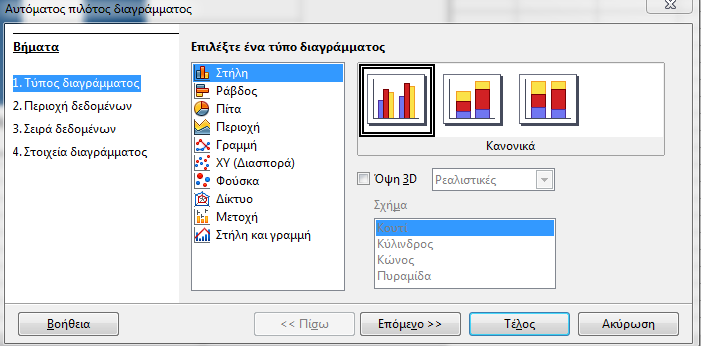 Αυτόματος πιλότος διαγράμματος
Βήματα
1. Τύπος διαγράμματος
2. Περιοχή δεδομένων
3. Σειρά δεδομένων
4. Στοιχεία διαγράμματος
Επιλέξτε ένα τύπο διαγράμματος
Στήλη
Ράβδος
Πίτα
Περιοχή
Γραμμή
XY (Διασπορά)
Φούσκα
Δίκτυο
Μετοχή
Στήλη και γραμμή
Κανονικά
Όψη 3D
Ρεαλιστικές
Σχήμα
Κουτί
Κύλινδρος
Κώνος
Πυραμίδα
Βοήθεια
<< Πίσω
Επόμενο >>
Τέλος
Ακύρωση